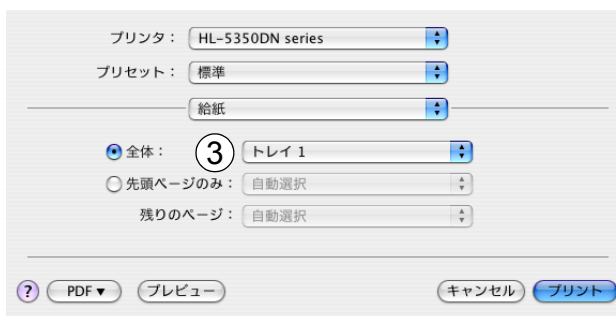 プリンタ： HL-5350DN series
プリセット： 標準
給紙
全体： ③ トレイ 1
先頭ページのみ： 自動選択
残りのページ： 自動選択
? PDF▼ プレビュー キャンセル プリント